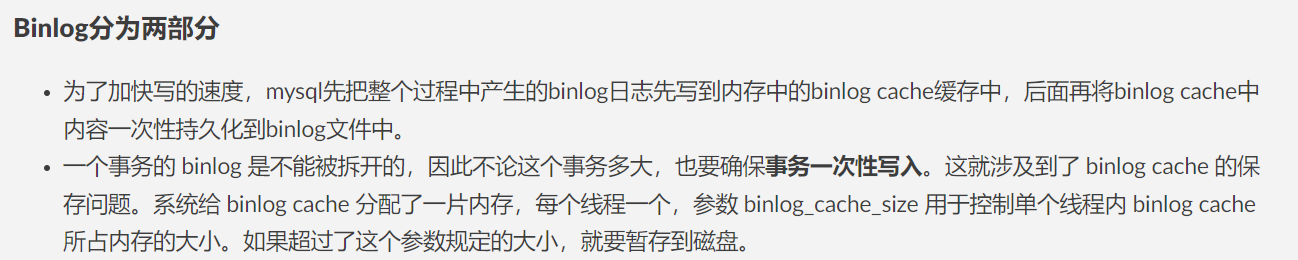 Binlog分为两部分
• 为了加快写的速度，mysql先把整个过程中产生的binlog日志先写到内存中的binlog cache缓存中，后面再将binlog cache中
内容一次性持久化到binlog文件中。
• 一个事务的 binlog 是不能被拆开的，因此不论这个事务多大，也要确保事务一次性写入。这就涉及到了 binlog cache 的保
存问题。系统给 binlog cache 分配了一片内存，每个线程一个，参数 binlog_cache_size 用于控制单个线程内 binlog cache
所占内存的大小。如果超过了这个参数规定的大小，就要暂存到磁盘。